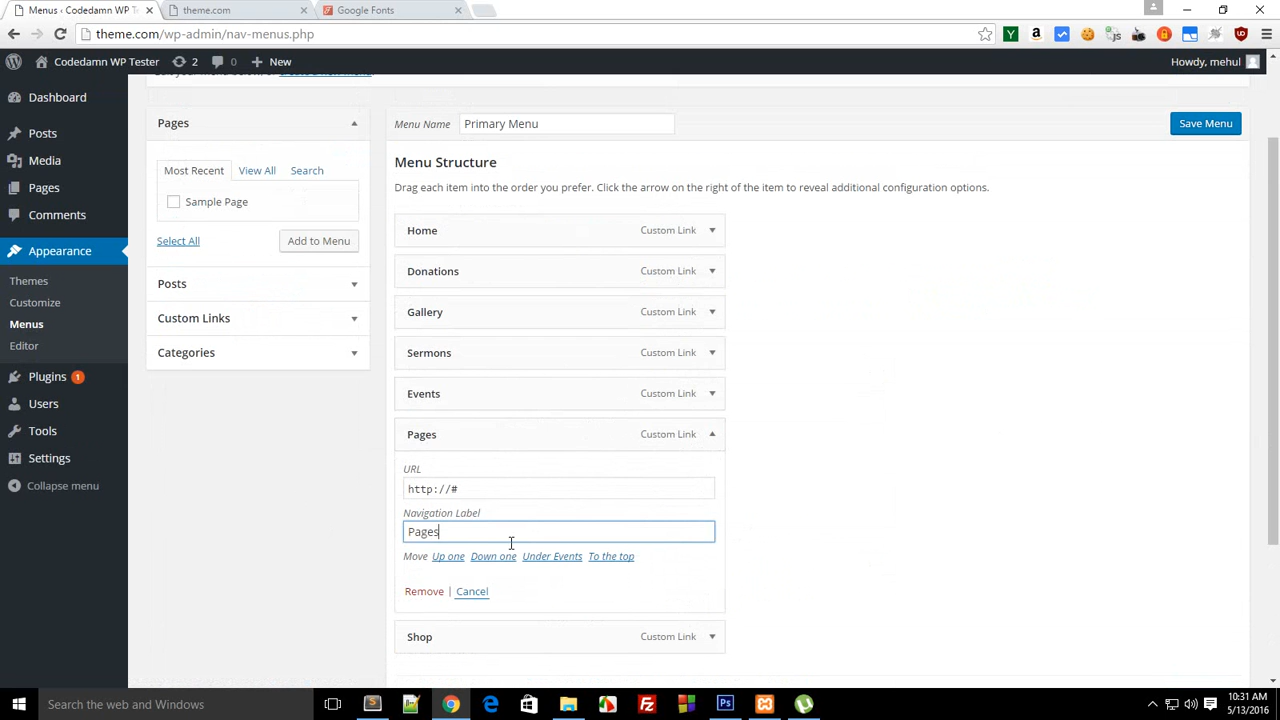 Menus ‹ Codedamn WP Te
theme.com
Google Fonts
theme.com/wp-admin/nav-menus.php
Codedamn WP Tester
2
0
New
Howdy, mehul
Dashboard
Posts
Media
Pages
Comments
Appearance
Themes
Customize
Menus
Editor
Plugins 1
Users
Tools
Settings
Collapse menu
Pages
Most Recent
View All
Search
Sample Page
Select All
Add to Menu
Posts
Custom Links
Categories
Menu Name
Primary Menu
Save Menu
Menu Structure
Drag each item into the order you prefer. Click the arrow on the right of the item to reveal additional configuration options.
Home Custom Link
Donations Custom Link
Gallery Custom Link
Sermons Custom Link
Events Custom Link
Pages Custom Link
URL
http://#
Navigation Label
Pages
Move Up one Down one Under Events To the top
Remove | Cancel
Shop Custom Link
Search the web and Windows
10:31 AM
5/13/2016